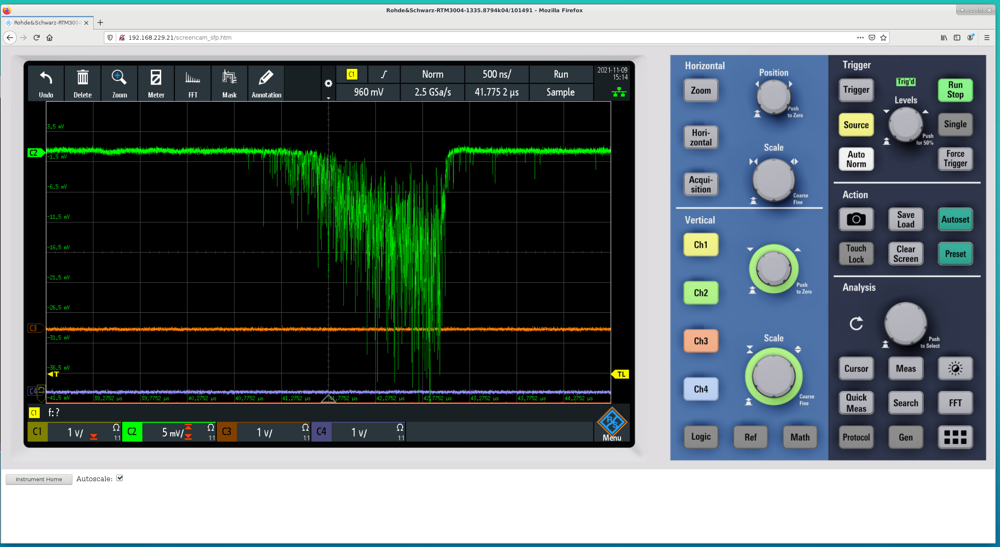 Rohde&Schwarz-RTM3004-1335.8794k04/101491 - Mozilla Firefox
Rohde&Schwarz-RTM3004
192.168.229.21/screencam_sfp.htm
Undo
Delete
Zoom
Meter
FFT
Mask
Annotation
C1
Norm
500 ns/
Run
2021-11-09
15:14
960 mV
2.5 GSa/s
41.775 2 µs
Sample
3.5 mV
C2
-1.5 mV
-6.5 mV
-11.5 mV
-16.5 mV
-21.5 mV
-26.5 mV
C3
-31.5 mV
-36.5 mV
T
TL
C4
-41.5 mV
39.2752 µs
39.7752 µs
40.2752 µs
40.7752 µs
41.2752 µs
41.7752 µs
42.2752 µs
42.7752 µs
43.2752 µs
43.7752 µs
44.2752 µs
C1
f: ?
C1
1 V/
Ω
1:1
C2
5 mV/
Ω
1:1
C3
1 V/
Ω
1:1
C4
1 V/
Ω
1:1
R S
Menu
Horizontal
Position
Zoom
Push
to Zero
Hori-
zontal
Scale
Acqui-
sition
Coarse
Fine
Vertical
Ch1
Ch2
Push
to Zero
Ch3
Scale
Ch4
Coarse
Fine
Logic
Ref
Math
Trigger
Trig'd
Trigger
Run
Stop
Levels
Source
Single
Push
for 50%
Auto
Norm
Force
Trigger
Action
Save
Load
Autoset
Touch
Lock
Clear
Screen
Preset
Analysis
Push
to Select
Cursor
Meas
Quick
Meas
Search
FFT
Protocol
Gen
Instrument Home
Autoscale: